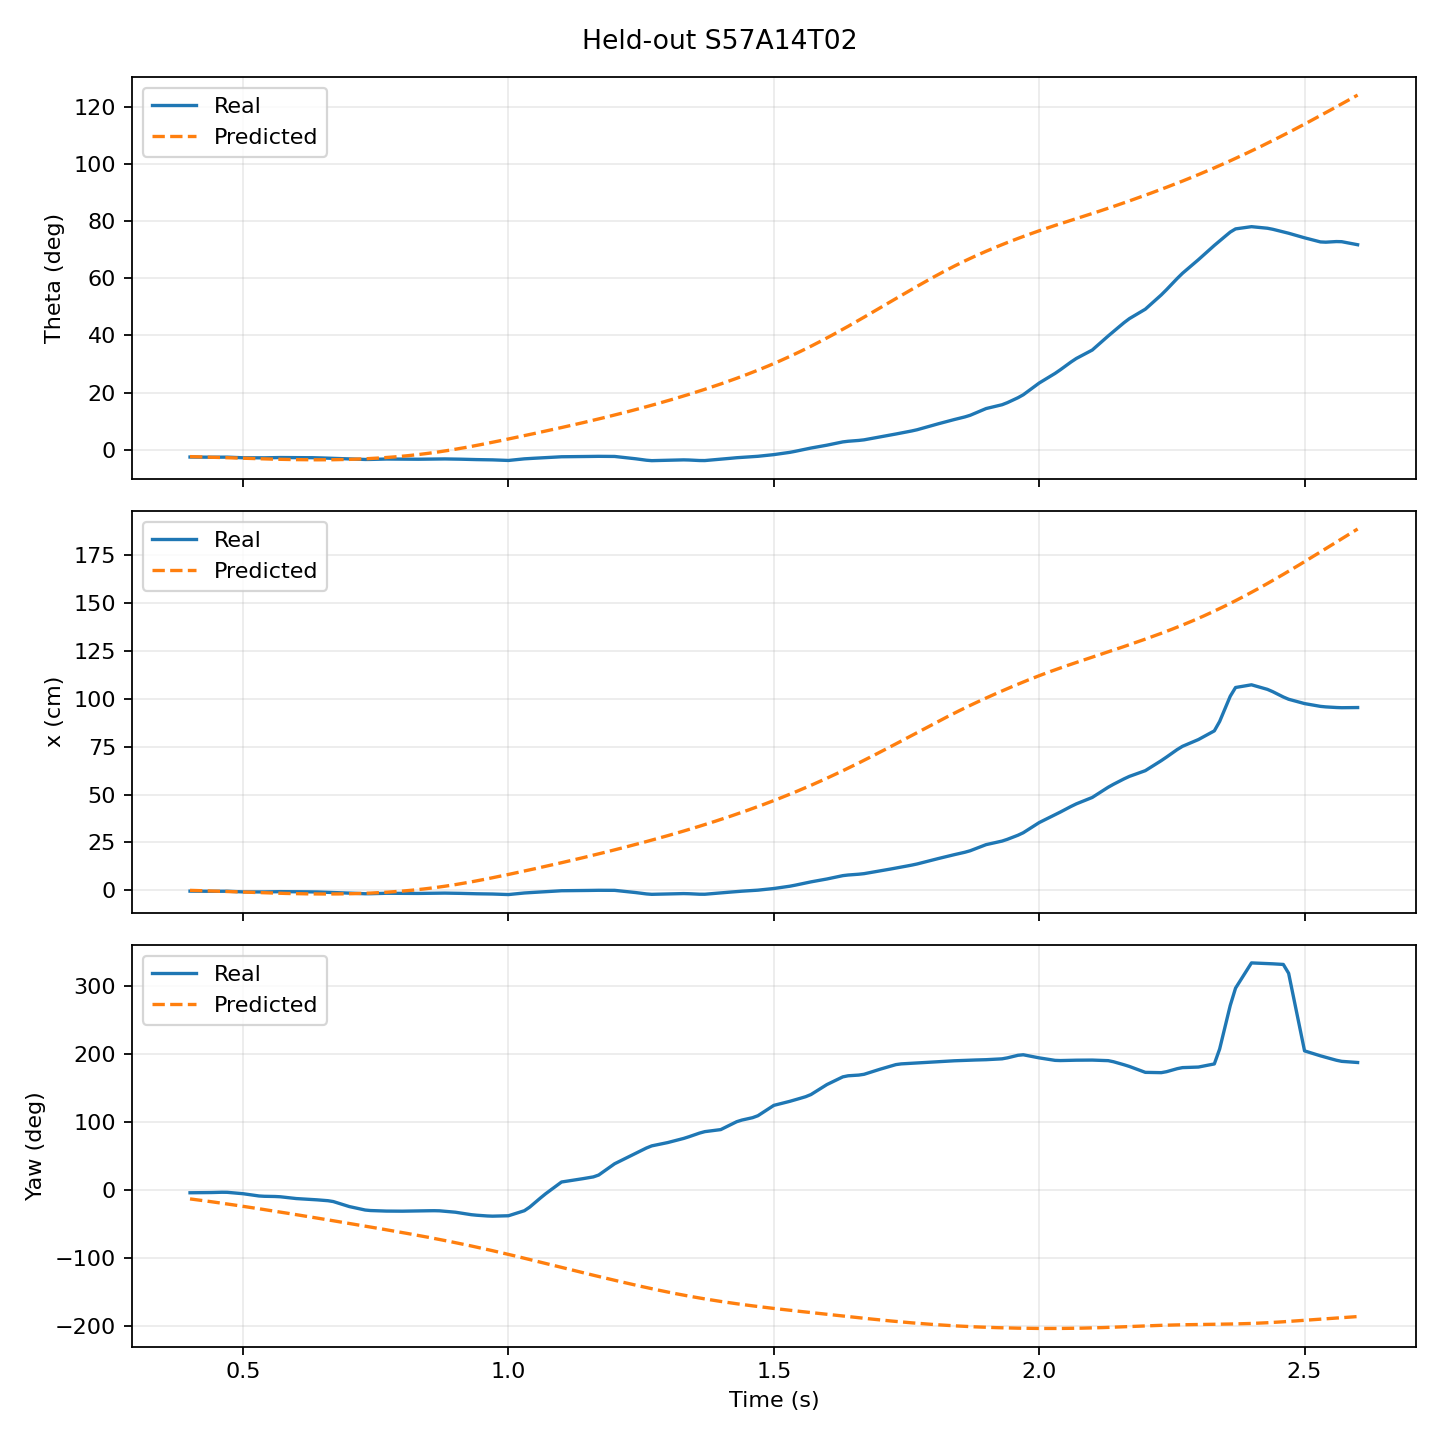 Held-out S57A14T02
Real
Predicted
Theta (deg)
120
100
80
60
40
20
0
Real
Predicted
x (cm)
175
150
125
100
75
50
25
0
Real
Predicted
Yaw (deg)
300
200
100
0
−100
−200
0.5 1.0 1.5 2.0 2.5
Time (s)